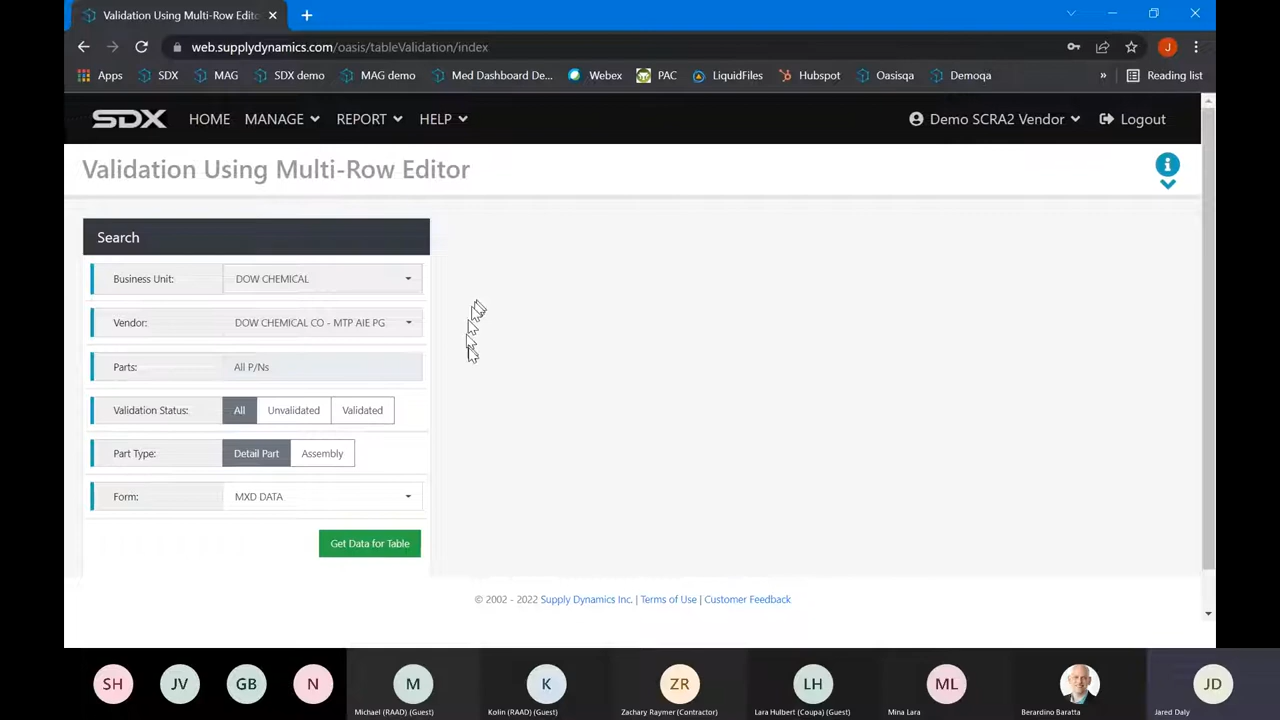 Validation Using Multi-Row Edito
web.supplydynamics.com/oasis/tableValidation/index
J
Apps SDX MAG SDX demo MAG demo Med Dashboard De... Webex PAC LiquidFiles Hubspot Oasisqa Demoqa » Reading list
SDX HOME MANAGE REPORT HELP Demo SCRA2 Vendor Logout
Validation Using Multi-Row Editor
Search
Business Unit: DOW CHEMICAL
Vendor: DOW CHEMICAL CO - MTP AIE PG
Parts: All P/Ns
Validation Status: All Unvalidated Validated
Part Type: Detail Part Assembly
Form: MXD DATA
Get Data for Table
© 2002 - 2022 Supply Dynamics Inc. | Terms of Use | Customer Feedback
SH JV GB N M K ZR LH ML JD
Michael (RAAD) (Guest) Kolin (RAAD) (Guest) Zachary Raymer (Contractor) Lara Hulbert (Coupa) (Guest) Mina Lara Berardino Baratta Jared Daly